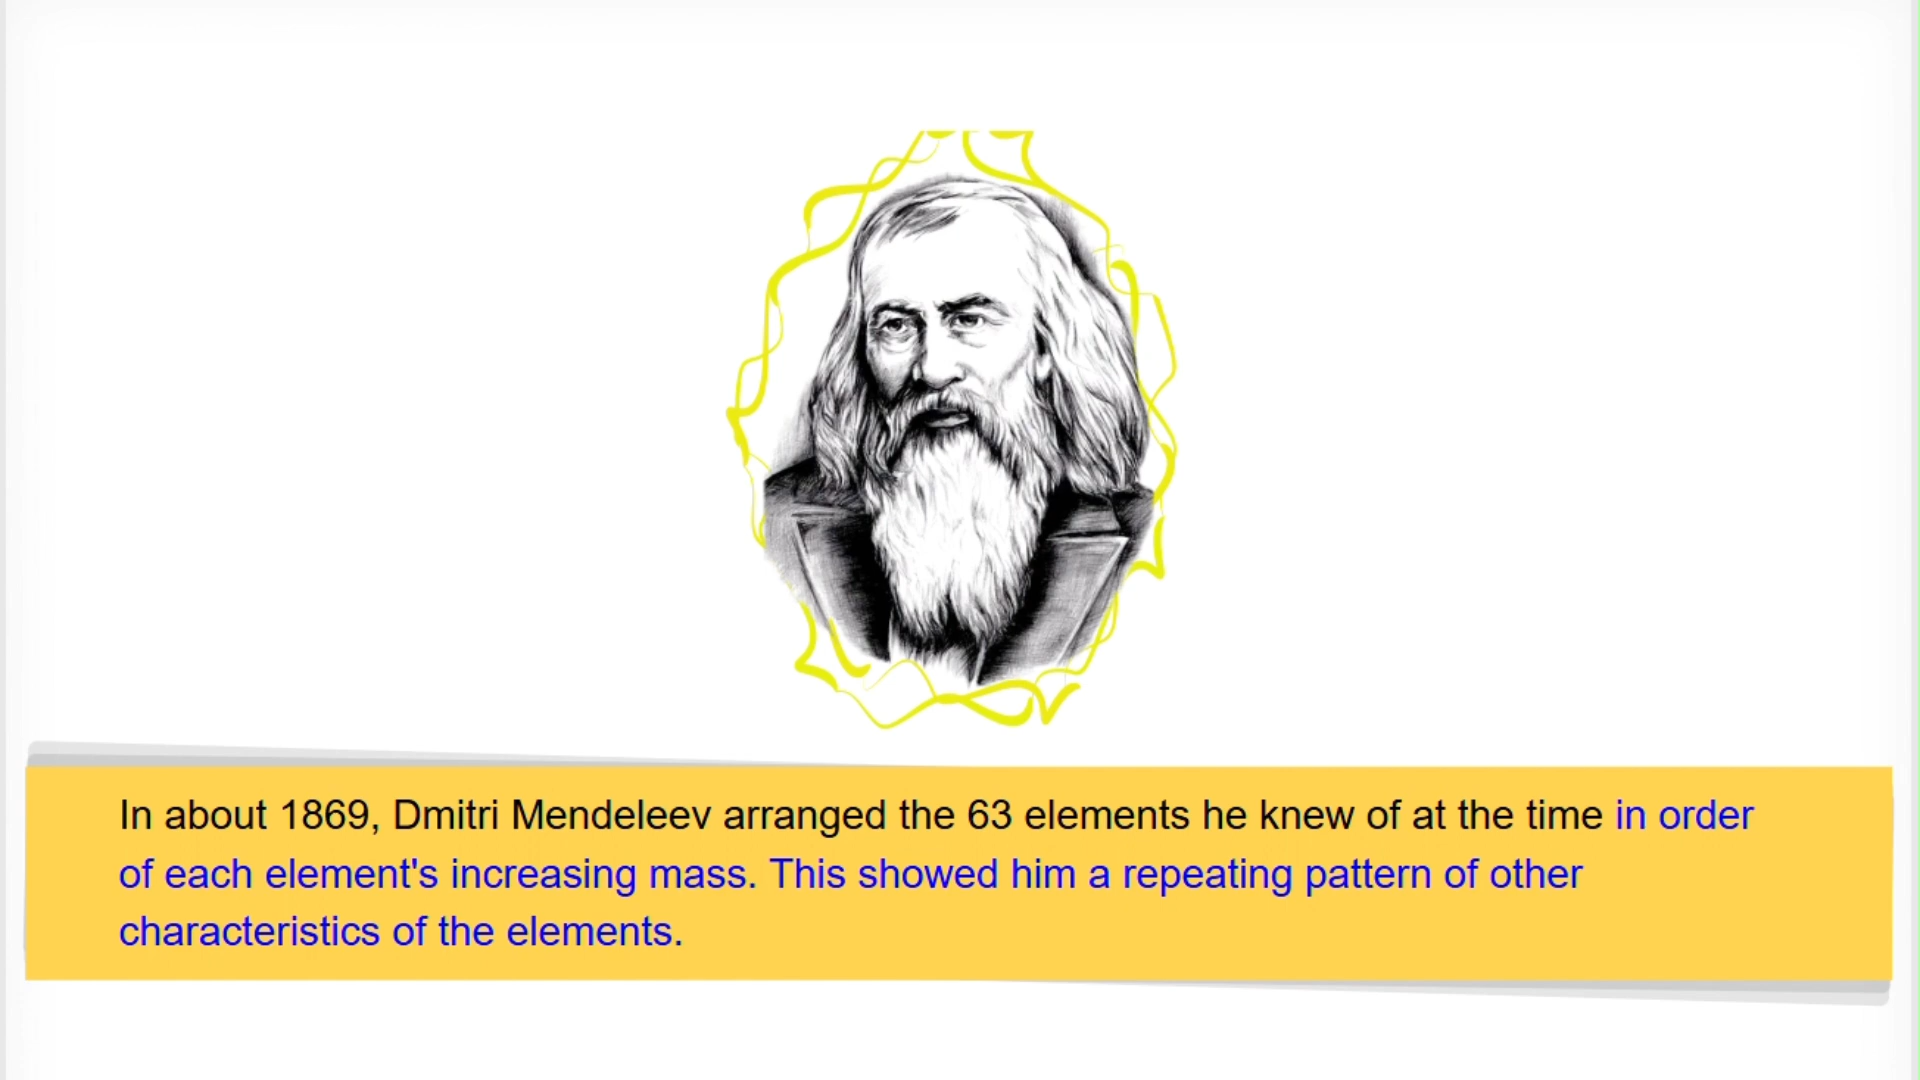 In about 1869, Dmitri Mendeleev arranged the 63 elements he knew of at the time in order
of each element's increasing mass. This showed him a repeating pattern of other
characteristics of the elements.